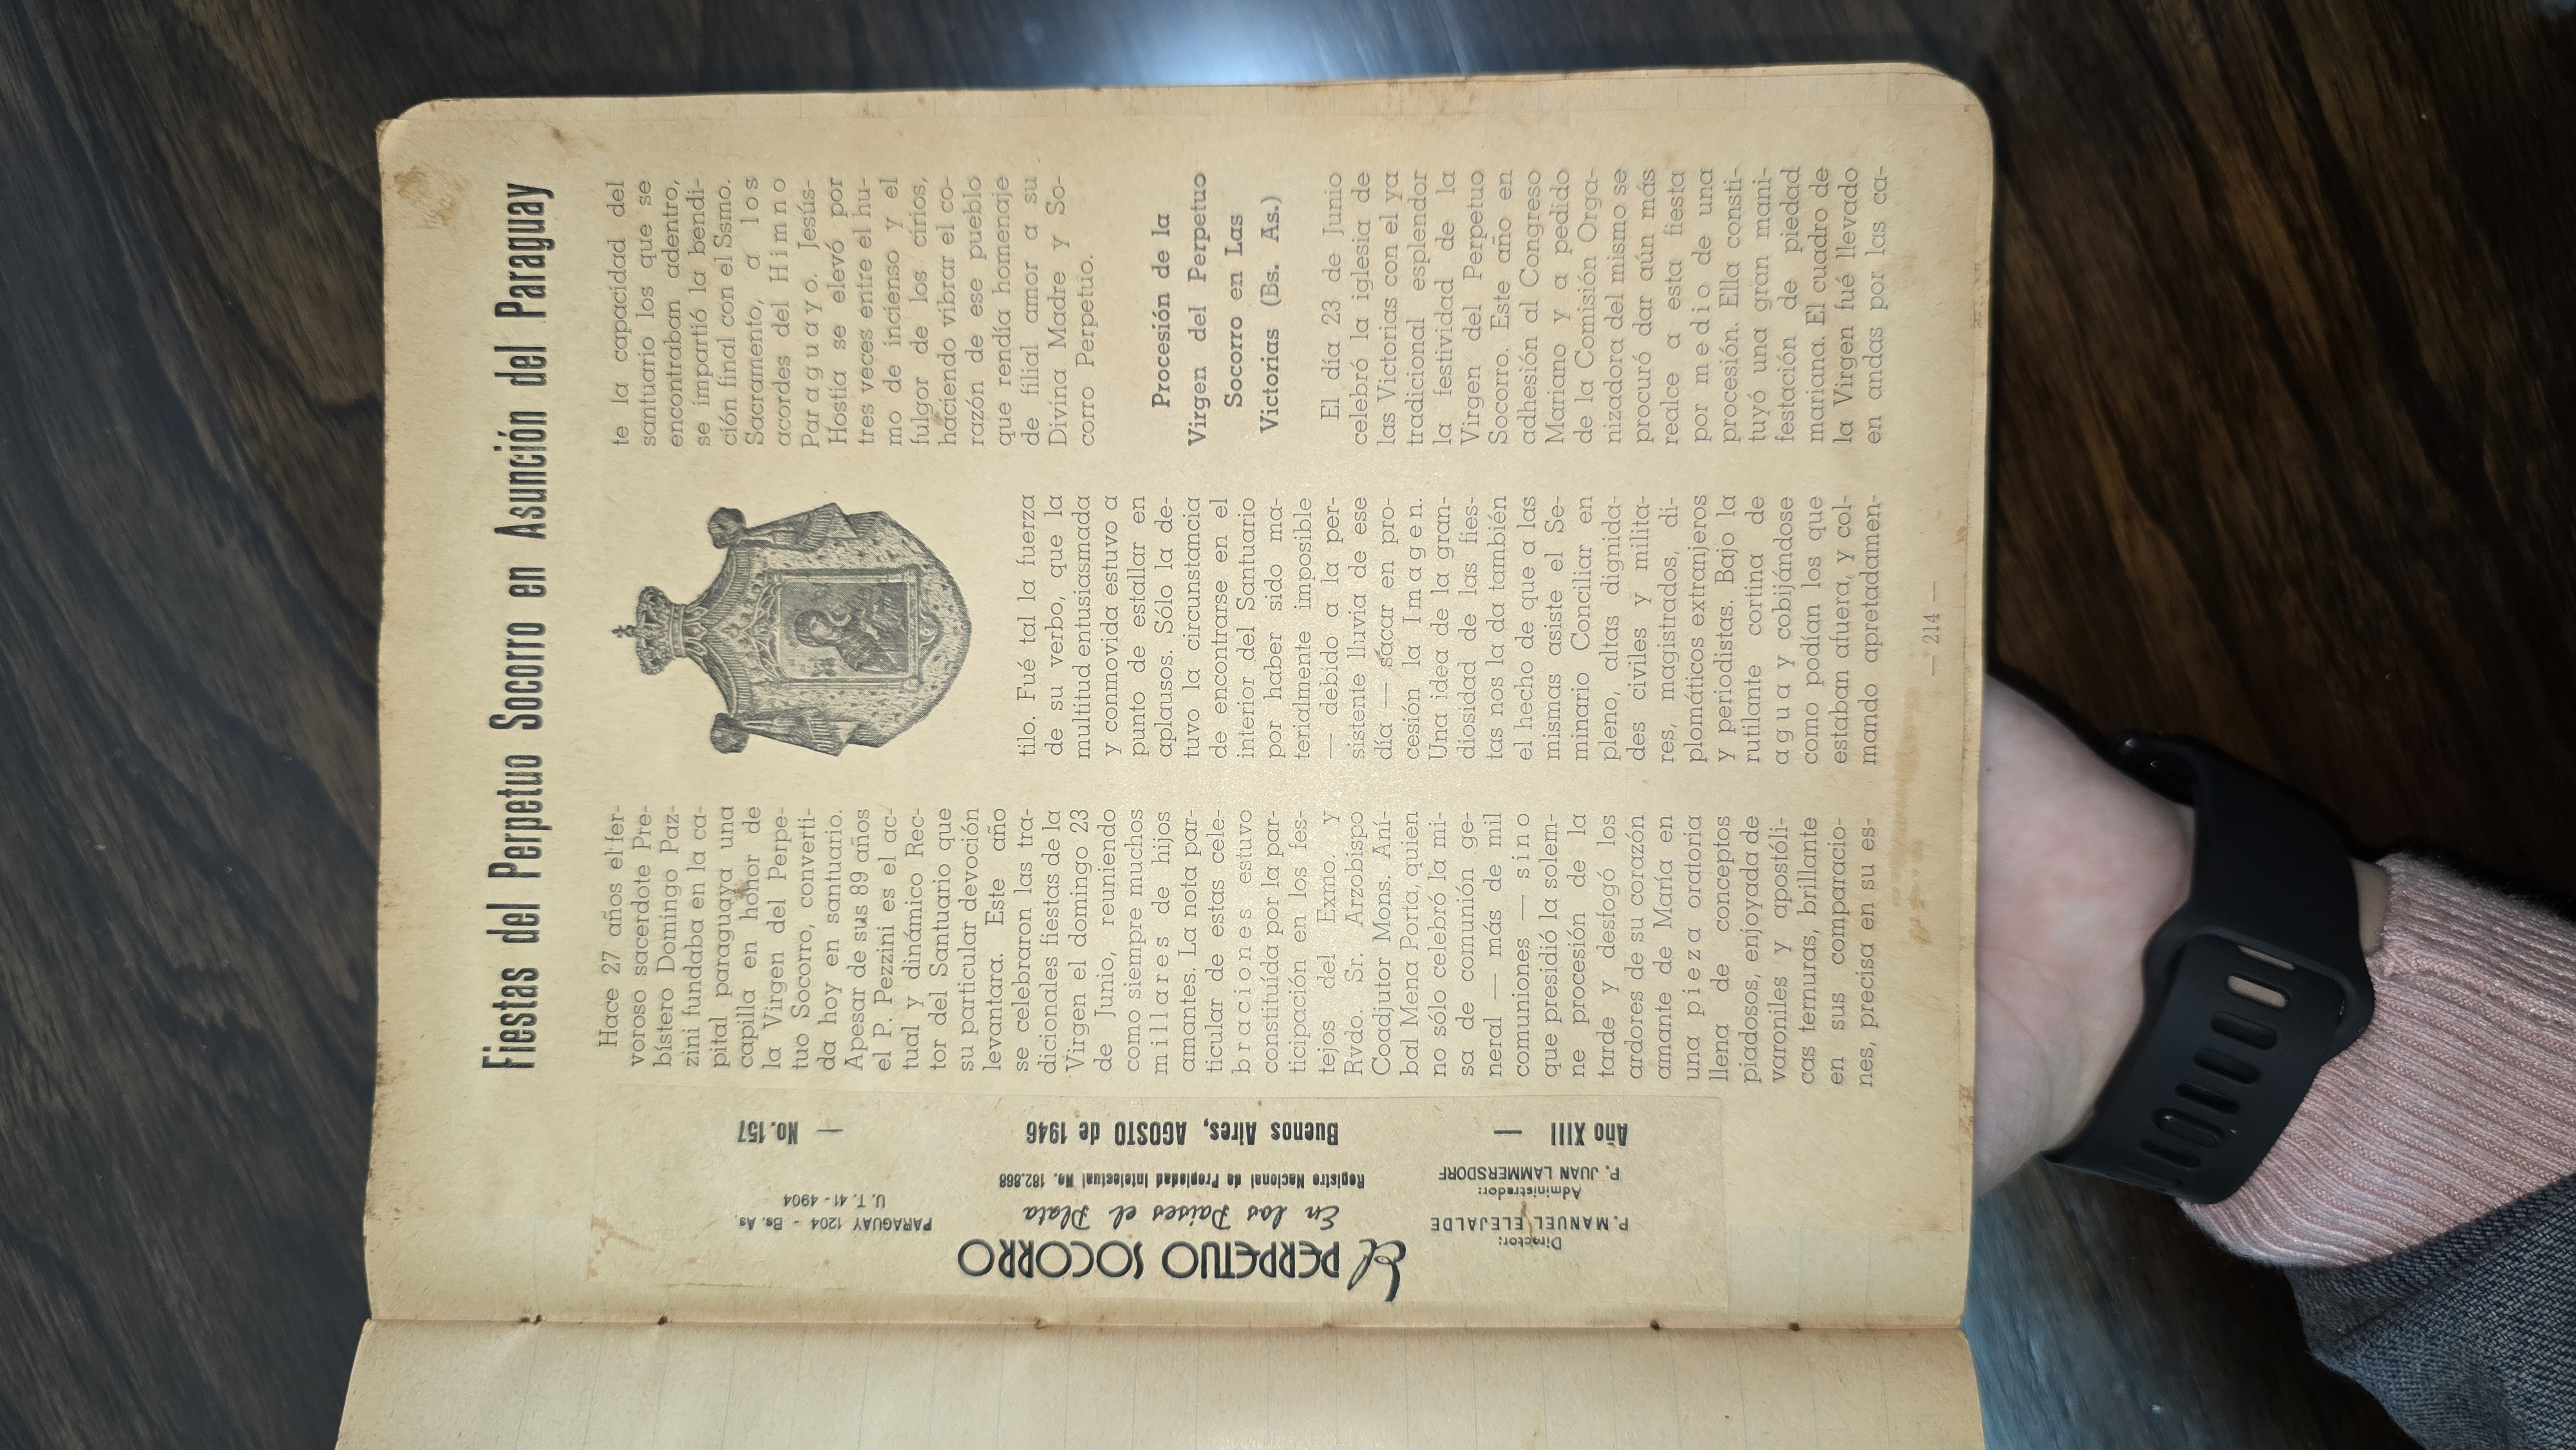 El PERPETUO SOCORRO
En los Paises el Plata
Registro Nacional de Propiedad Intelectual No. 182.868
Director:
P. MANUEL ELEJALDE
Administrador:
P. JUAN LAMMERSDORF
PARAGUAY 1204 - Bs. As.
U. T. 41 - 4904
Año XIII — Buenos Aires, AGOSTO de 1946 — No. 157
Fiestas del Perpetuo Socorro en Asunción del Paraguay
Hace 27 años el fer-
voroso sacerdote Pre-
bístero Domingo Paz-
zini fundaba en la ca-
pital paraguaya una
capilla en honor de
la Virgen del Perpe-
tuo Socorro, converti-
da hoy en santuario.
Apesar de sus 89 años
el P. Pezzini es el ac-
tual y dinámico Rec-
tor del Santuario que
su particular devoción
levantara. Este año
se celebraron las tra-
dicionales fiestas de la
Virgen el domingo 23
de Junio, reuniendo
como siempre muchos
millares de hijos
amantes. La nota par-
ticular de estas cele-
braciones estuvo
constituída por la par-
ticipación en los fes-
tejos del Exmo. y
Rvdo. Sr. Arzobispo
Coadjutor Mons. Aní-
bal Mena Porta, quien
no sólo celebró la mi-
sa de comunión ge-
neral — más de mil
comuniones — sino
que presidió la solem-
ne procesión de la
tarde y desfogó los
ardores de su corazón
amante de María en
una pieza oratoria
llena de conceptos
piadosos, enjoyada de
varoniles y apostóli-
cas ternuras, brillante
en sus comparacio-
nes, precisa en su es-
tilo. Fué tal la fuerza
de su verbo, que la
multitud entusiasmada
y conmovida estuvo a
punto de estallar en
aplausos. Sólo la de-
tuvo la circunstancia
de encontrarse en el
interior del Santuario
por haber sido ma-
terialmente imposible
— debido a la per-
sistente lluvia de ese
día — sacar en pro-
cesión la Imagen.
Una idea de la gran-
diosidad de las fies-
tas nos la da también
el hecho de que a las
mismas asiste el Se-
minario Conciliar en
pleno, altas dignida-
des civiles y milita-
res, magistrados, di-
plomáticos extranjeros
y periodistas. Bajo la
rutilante cortina de
agua y cobijándose
como podían los que
estaban afuera, y col-
mando apretadamen-
te la capacidad del
santuario los que se
encontraban adentro,
se impartió la bendi-
ción final con el Ssmo.
Sacramento, a los
acordes del Himno
Paraguayo. Jesús-
Hostia se elevó por
tres veces entre el hu-
mo de incienso y el
fulgor de los cirios,
haciendo vibrar el co-
razón de ese pueblo
que rendía homenaje
de filial amor a su
Divina Madre y So-
corro Perpetuo.
Procesión de la
Virgen del Perpetuo
Socorro en Las
Victorias (Bs. As.)
El día 23 de Junio
celebró la iglesia de
las Victorias con el ya
tradicional esplendor
la festividad de la
Virgen del Perpetuo
Socorro. Este año en
adhesión al Congreso
Mariano y a pedido
de la Comisión Orga-
nizadora del mismo se
procuró dar aún más
realce a esta fiesta
por medio de una
procesión. Ella consti-
tuyó una gran mani-
festación de piedad
mariana. El cuadro de
la Virgen fué llevado
en andas por las ca-
— 214 —